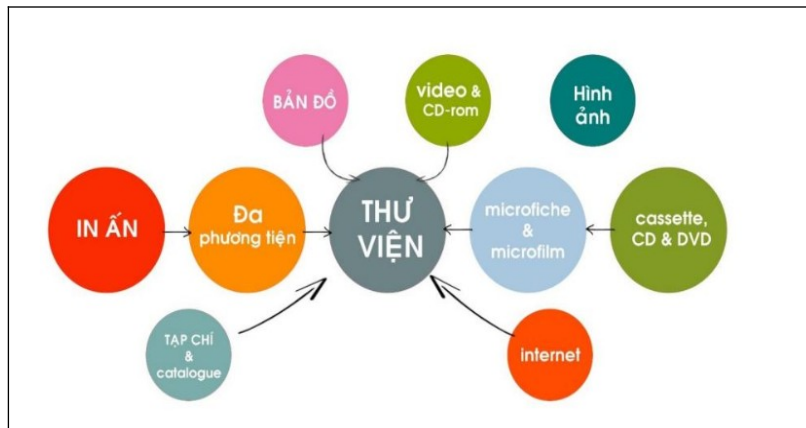 BẢN ĐỒ
video &
CD-rom
Hình
ảnh
IN ẤN
Đa
phương tiện
THƯ
VIỆN
microfiche
&
microfilm
cassette,
CD & DVD
TẠP CHÍ
&
catalogue
internet